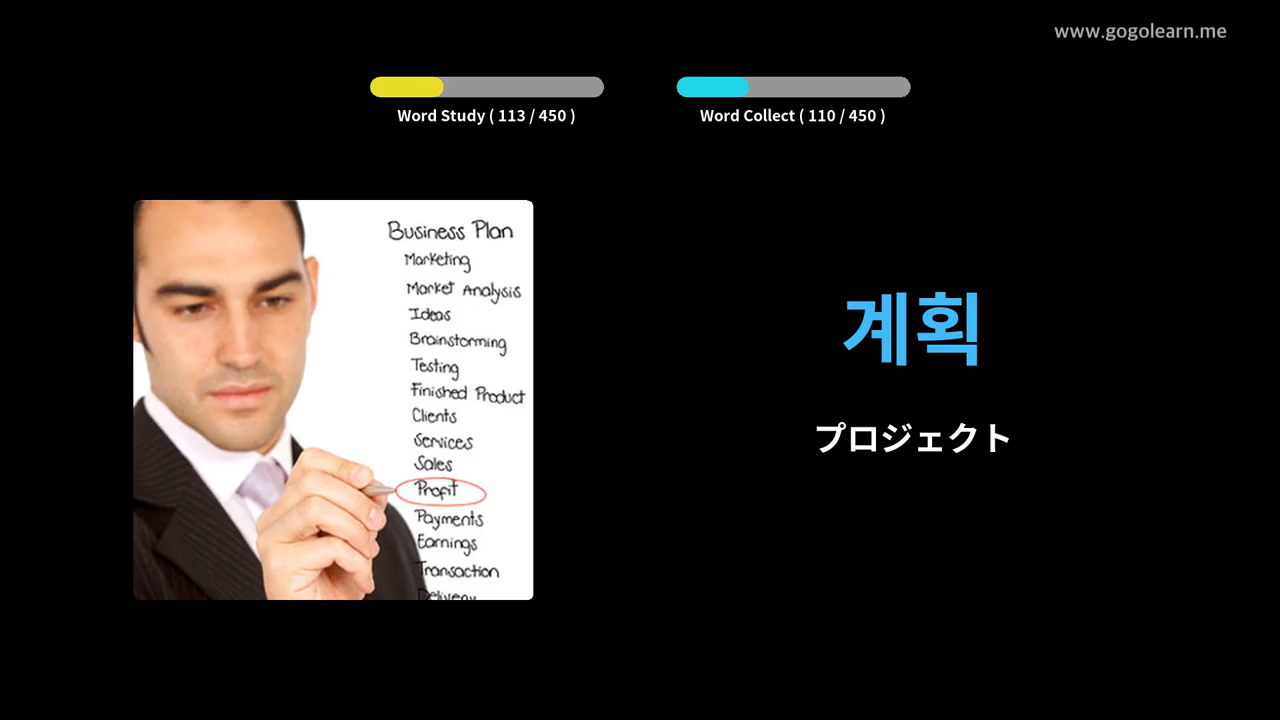 www.gogolearn.me
Word Study ( 113 / 450 )
Word Collect ( 110 / 450 )
Business Plan
Marketing
Market Analysis
Ideas
Brainstorming
Testing
Finished Product
Clients
Services
Sales
Profit
Payments
Earnings
Transaction
Delivery
계획
プロジェクト